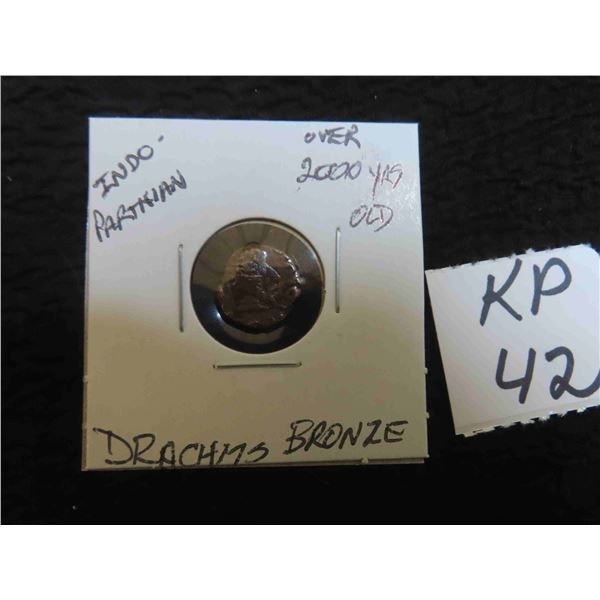 INDO-
PARTHIAN
OVER
2000 YRS
OLD
DRACHMS BRONZE
KP
42